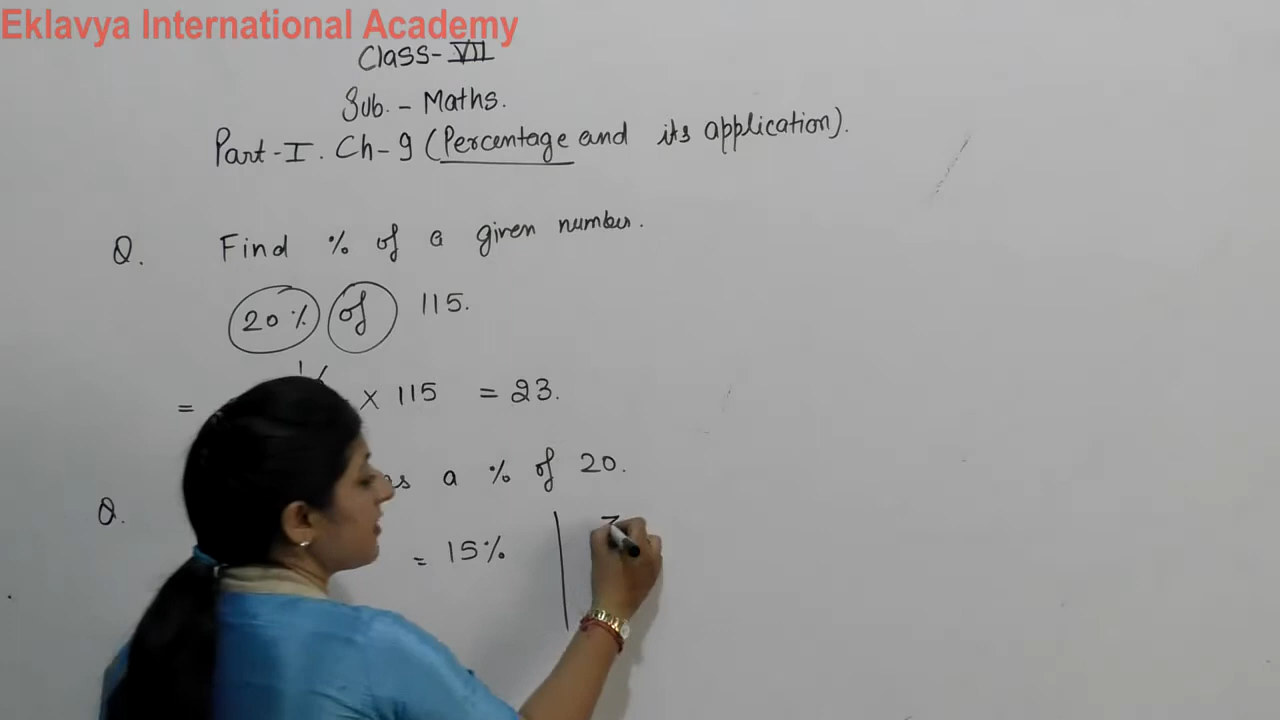 Eklavya International Academy
Class-VII
Sub. - Maths.
Part-I. Ch-9 (Percentage and its application).
Q. Find % of a given number.
20% of 115.
= × 115 = 23.
Q. as a % of 20.
= 15%